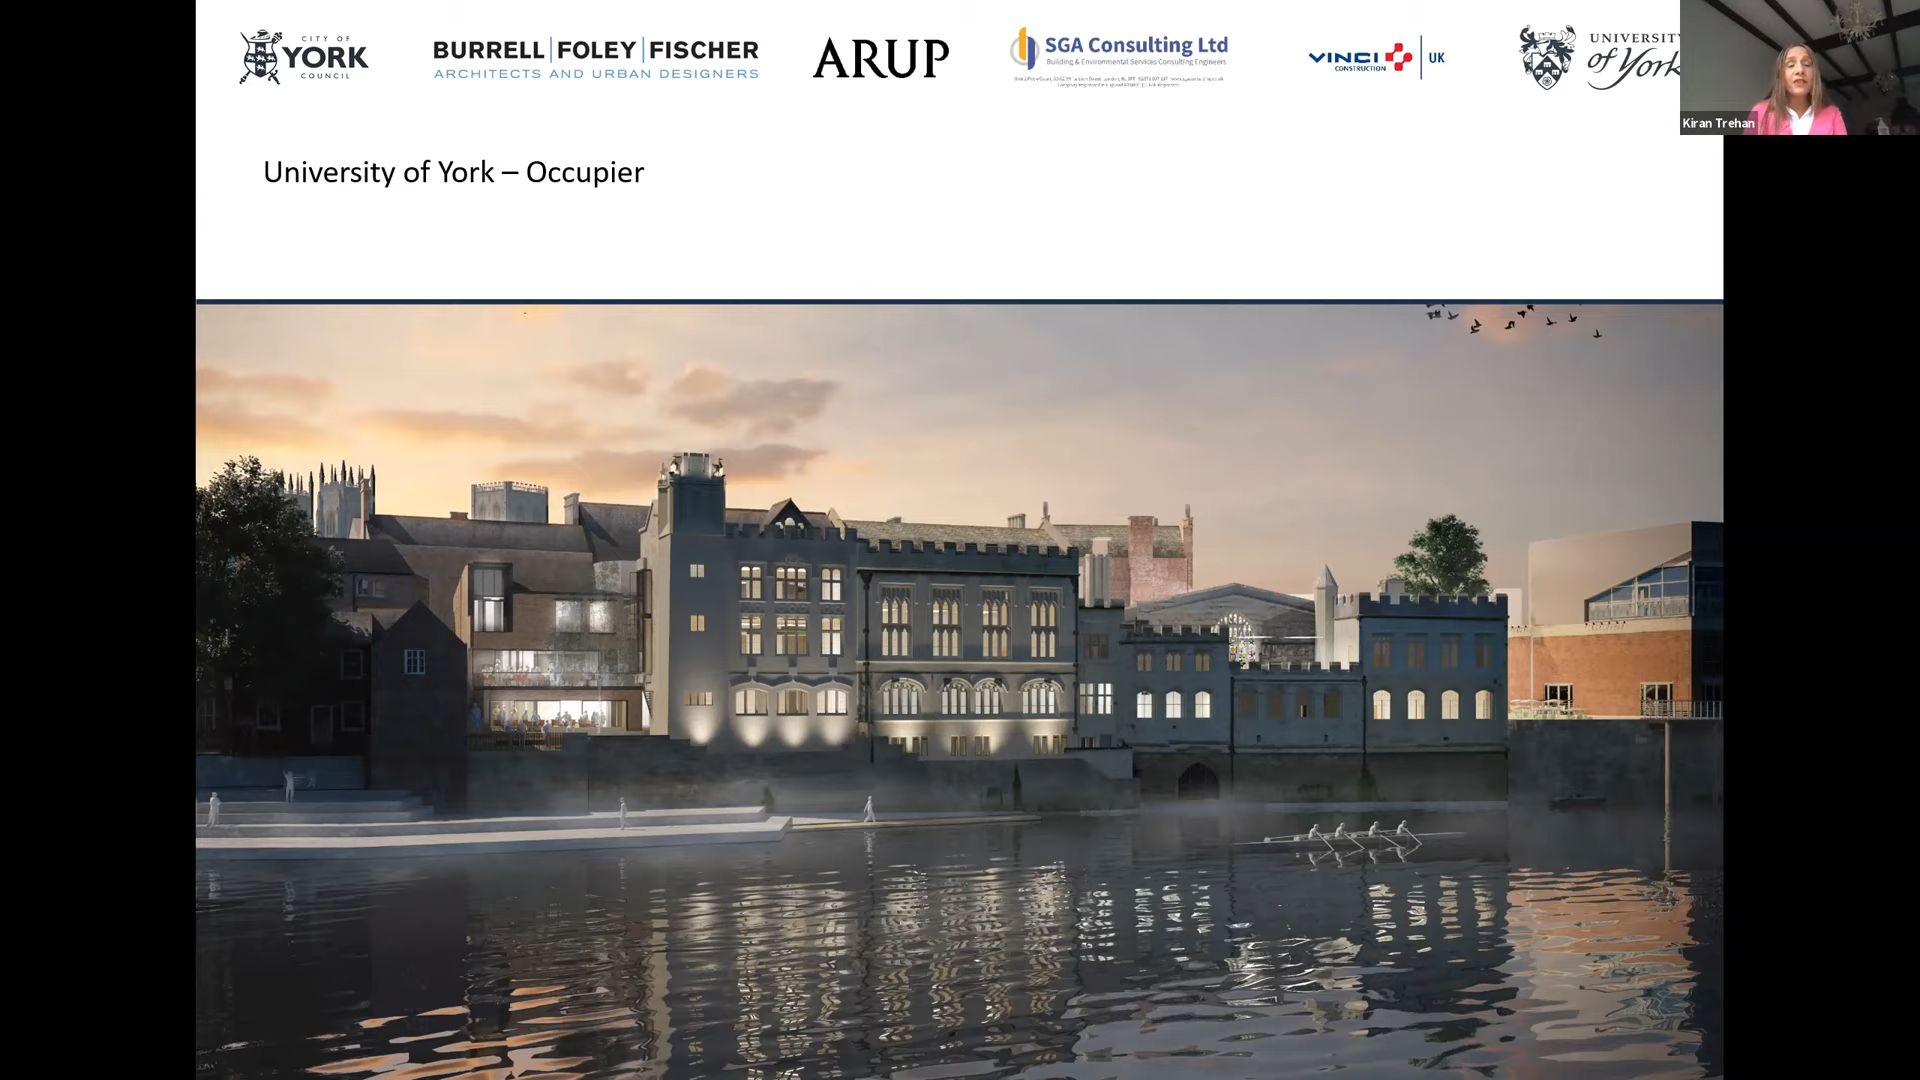 CITY OF
YORK
COUNCIL
BURRELL FOLEY FISCHER
ARCHITECTS AND URBAN DESIGNERS
ARUP
SGA Consulting Ltd
Building & Environmental Services Consulting Engineers
VINCI
CONSTRUCTION
UK
UNIVERSITY
of York
Kiran Trehan
University of York – Occupier